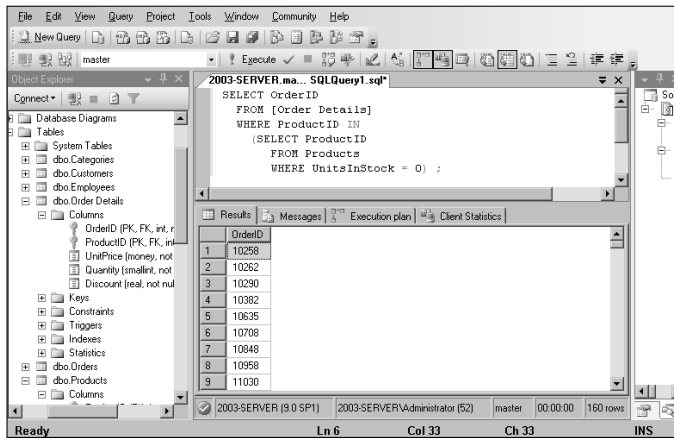 File Edit View Query Project Tools Window Community Help
New Query
master Execute
Object Explorer
Connect
Database Diagrams
Tables
System Tables
dbo.Categories
dbo.Customers
dbo.Employees
dbo.Order Details
Columns
OrderID (PK, FK, int, r
ProductID (PK, FK, int
UnitPrice (money, not
Quantity (smallint, not
Discount (real, not nul
Keys
Constraints
Triggers
Indexes
Statistics
dbo.Orders
dbo.Products
Columns
2003-SERVER.ma... SQLQuery1.sql*
SELECT OrderID
FROM [Order Details]
WHERE ProductID IN
(SELECT ProductID
FROM Products
WHERE UnitsInStock = 0) ;
Results Messages Execution plan Client Statistics
OrderID
1 10258
2 10262
3 10290
4 10382
5 10635
6 10708
7 10848
8 10958
9 11030
2003-SERVER (9.0 SP1) 2003-SERVER\Administrator (52) master 00:00:00 160 rows
So
Ready Ln 6 Col 33 Ch 33 INS